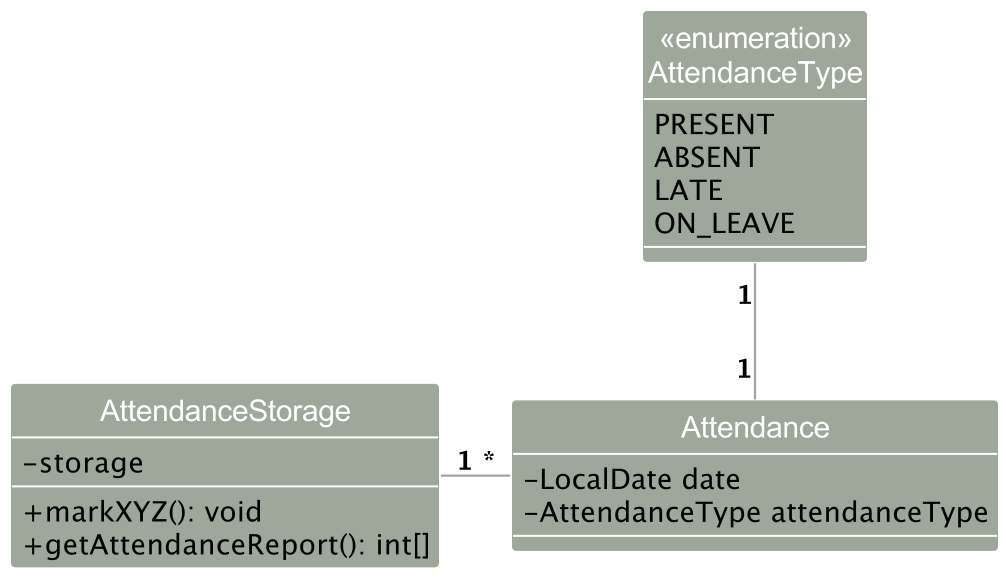 «enumeration»
AttendanceType
PRESENT
ABSENT
LATE
ON_LEAVE
1
1
AttendanceStorage
-storage
+markXYZ(): void
+getAttendanceReport(): int[]
1 *
Attendance
-LocalDate date
-AttendanceType attendanceType